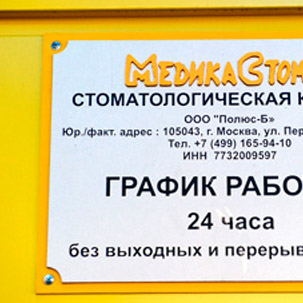 МЕДИКАСТОМ
СТОМАТОЛОГИЧЕСКАЯ
ООО "Полюс-Б"
Юр./факт. адрес : 105043, г. Москва, ул. Пер
Тел. +7 (499) 165-94-10
ИНН 7732009597
ГРАФИК РАБО
24 часа
без выходных и перерыв